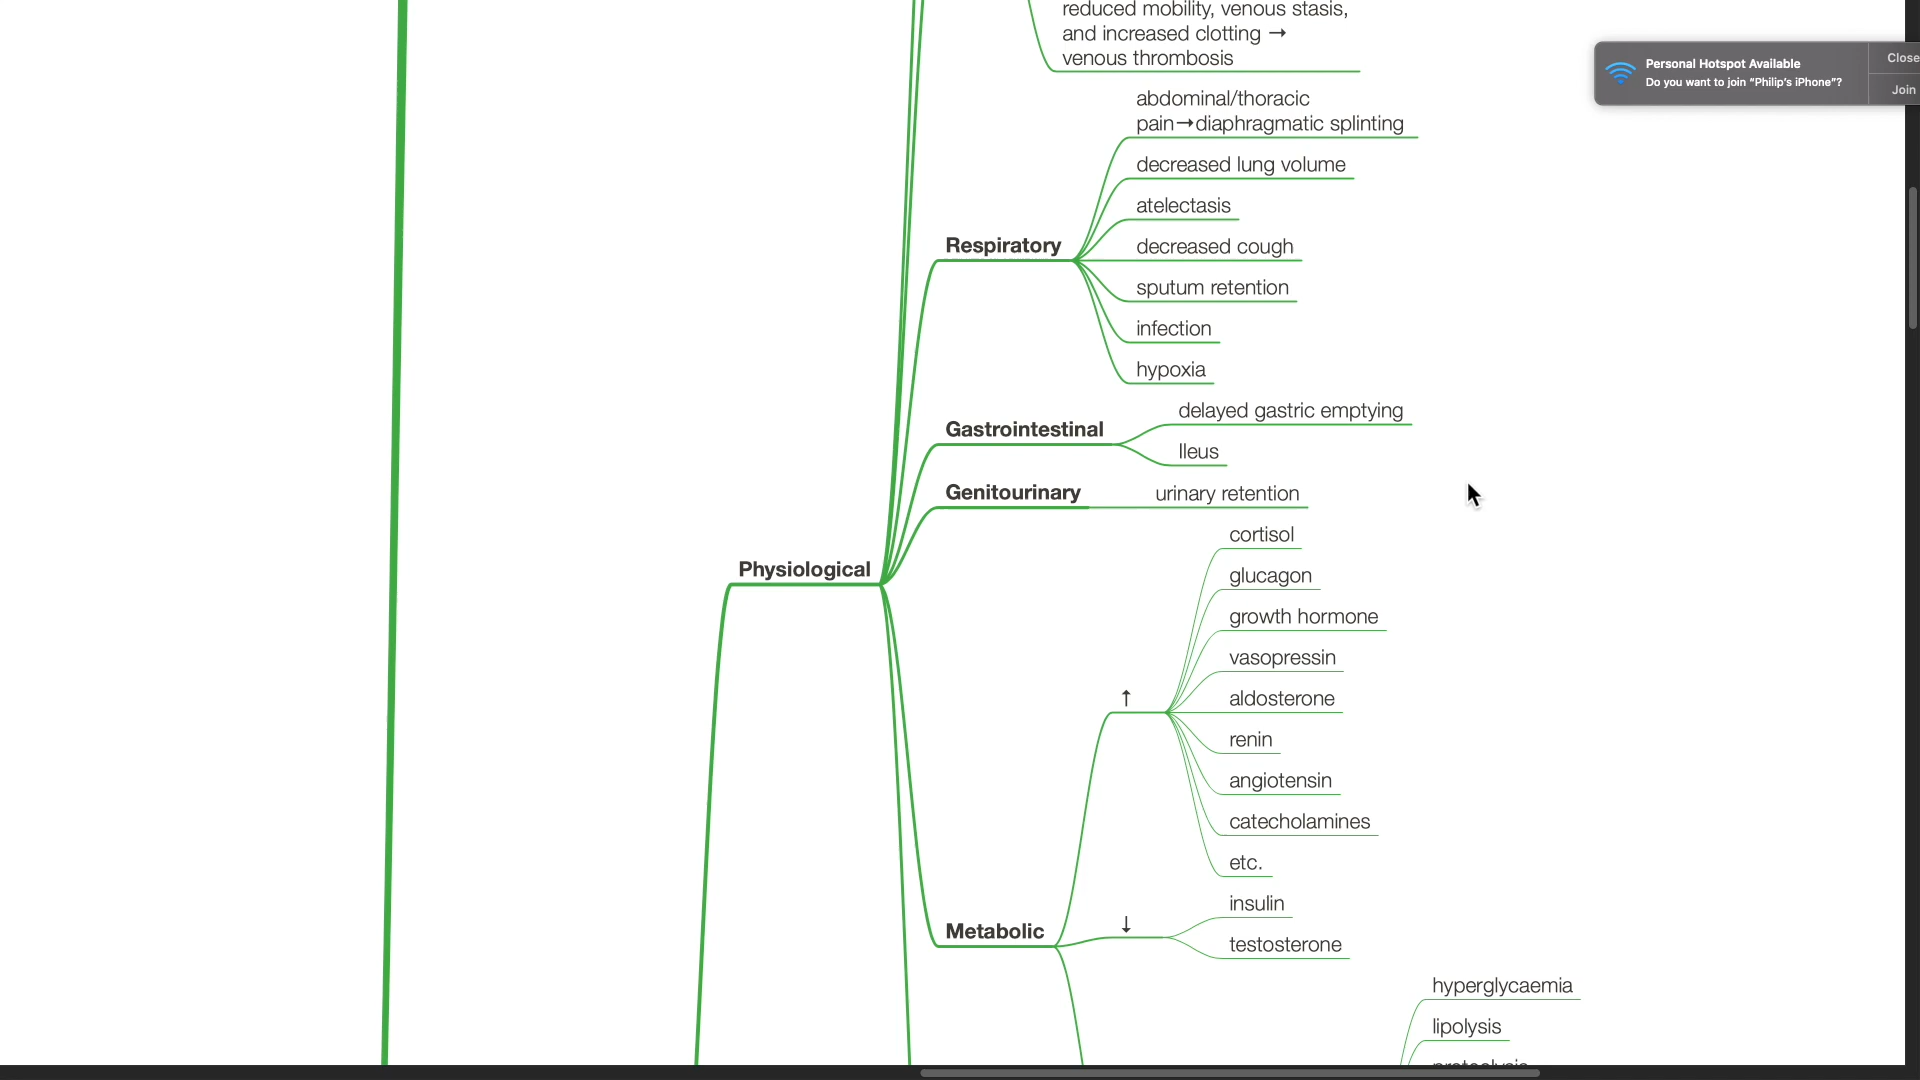 reduced mobility, venous stasis,
and increased clotting →
venous thrombosis
Personal Hotspot Available
Do you want to join “Philip’s iPhone”?
Close
Join
abdominal/thoracic
pain→diaphragmatic splinting
decreased lung volume
atelectasis
Respiratory
decreased cough
sputum retention
infection
hypoxia
delayed gastric emptying
Gastrointestinal
Ileus
Genitourinary
urinary retention
cortisol
Physiological
glucagon
growth hormone
vasopressin
↑
aldosterone
renin
angiotensin
catecholamines
etc.
insulin
↓
Metabolic
testosterone
hyperglycaemia
lipolysis